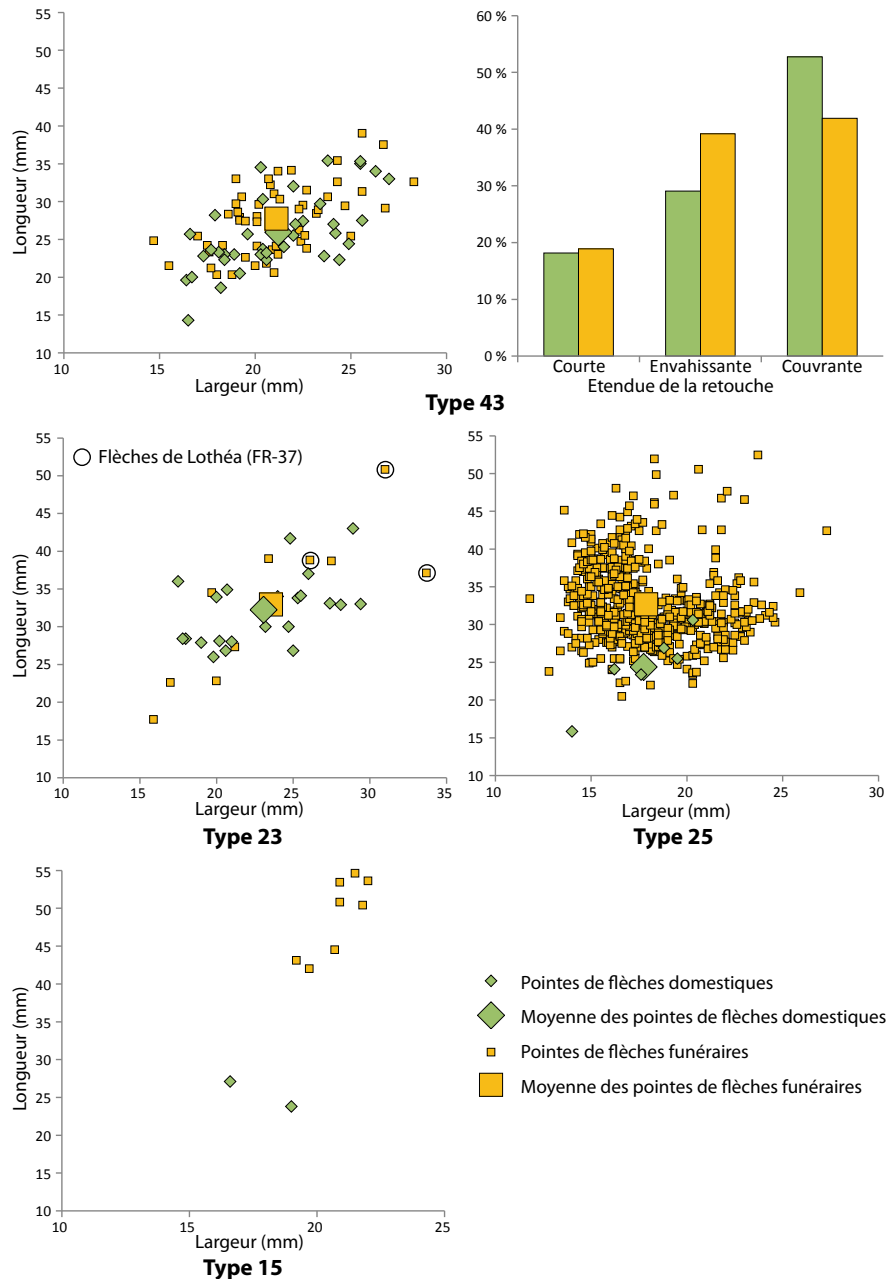 55
50
45
40
35
30
25
20
15
10
Longueur (mm)
10 15 20 25 30
Largeur (mm)
60 %
50 %
40 %
30 %
20 %
10 %
0 %
Courte Envahissante Couvrante
Etendue de la retouche
Type 43
55
50
45
40
35
30
25
20
15
10
Longueur (mm)
Flèches de Lothéa (FR-37)
10 15 20 25 30 35
Largeur (mm)
Type 23
55
50
45
40
35
30
25
20
15
10
Longueur (mm)
10 15 20 25 30
Largeur (mm)
Type 25
55
50
45
40
35
30
25
20
15
10
Longueur (mm)
10 15 20 25
Largeur (mm)
Type 15
Pointes de flèches domestiques
Moyenne des pointes de flèches domestiques
Pointes de flèches funéraires
Moyenne des pointes de flèches funéraires